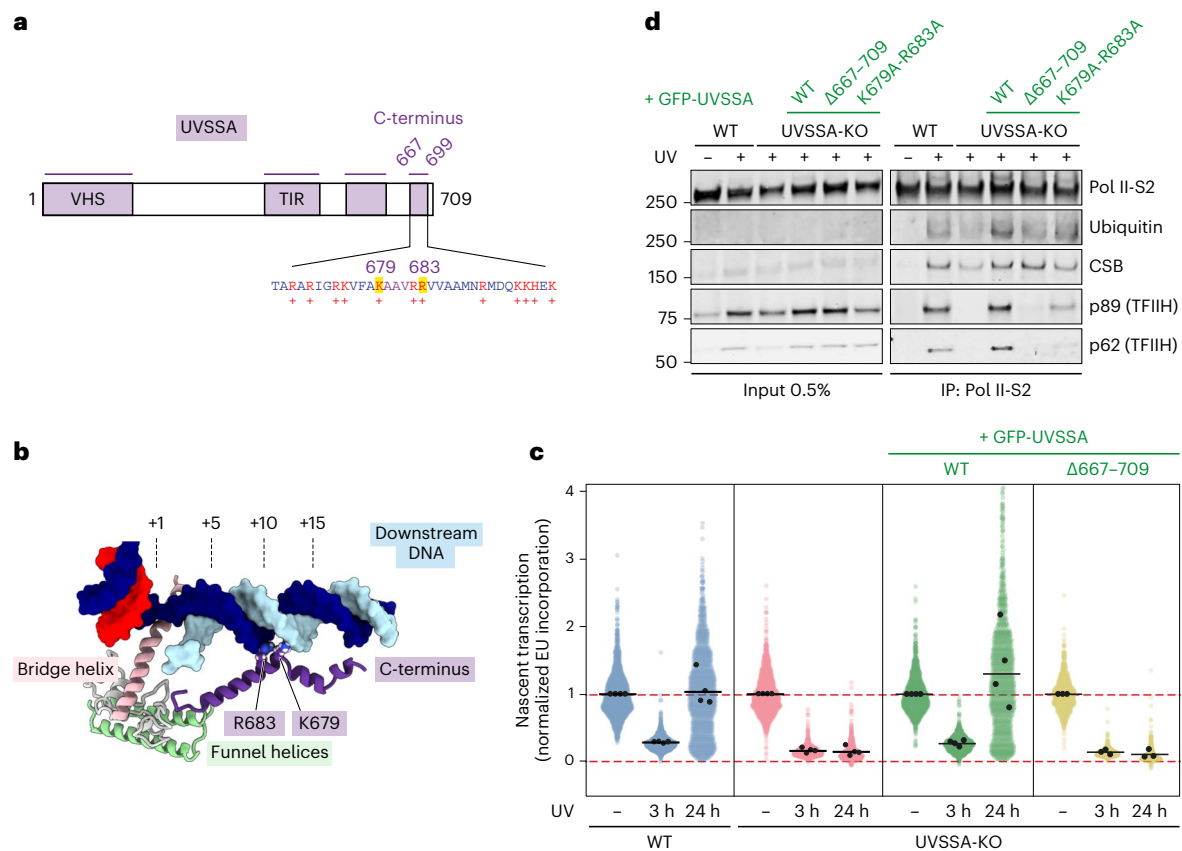 a
UVSSA
C-terminus
667
699
1
VHS
TIR
709
679
683
TARARIGRKVFAKAAVRRVVAAMNRMDQKKHEK
+ + ++ + ++ + +++ +
b
+1
+5
+10
+15
Downstream
DNA
Bridge helix
C-terminus
R683
K679
Funnel helices
c
+ GFP-UVSSA
WT
Δ667–709
Nascent transcription
(normalized EU incorporation)
4
3
2
1
0
UV
– 3 h 24 h
– 3 h 24 h
– 3 h 24 h
– 3 h 24 h
WT
UVSSA-KO
d
+ GFP-UVSSA
WT
Δ667–709
K679A-R683A
WT
Δ667–709
K679A-R683A
WT
UVSSA-KO
WT
UVSSA-KO
UV
– + + + + +
– + + + + +
250
Pol II-S2
250
Ubiquitin
150
CSB
75
p89 (TFIIH)
50
p62 (TFIIH)
Input 0.5%
IP: Pol II-S2